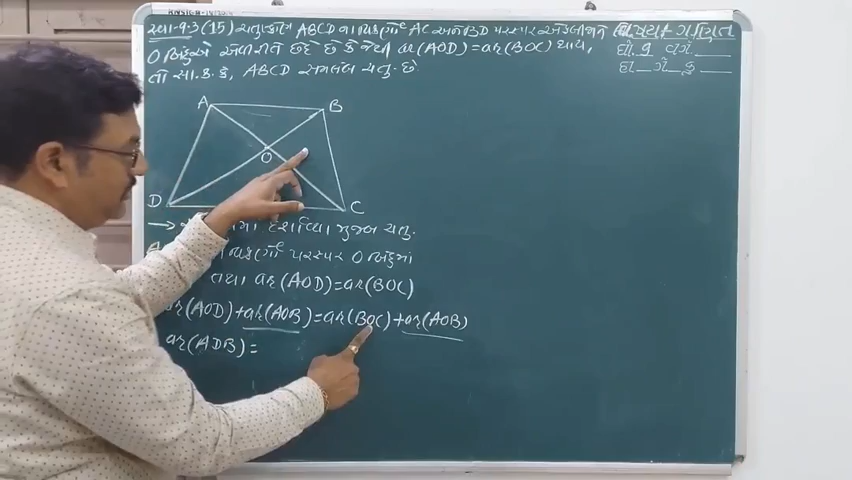 સ્વા-9.3 (15) ચતુષ્કોણ ABCD ના વિકર્ણો AC અને BD પરસ્પર એકબીજાને
O બિંદુએ એવી રીતે છેદે છે કે જેથી ar(AOD) = ar(BOC) થાય,
તો સા.ક.કે, ABCD સમલંબ ચતુ. છે.
વિષય:- ગણિત
ધો. 9
A
B
O
D
C
→ દર્શાવ્યા મુજબ ચતુ.
પરસ્પર O બિંદુમાં
તથા ar(AOD) = ar(BOC)
ar(AOD) + ar(AOB) = ar(BOC) + ar(AOB)
ar(ADB) =